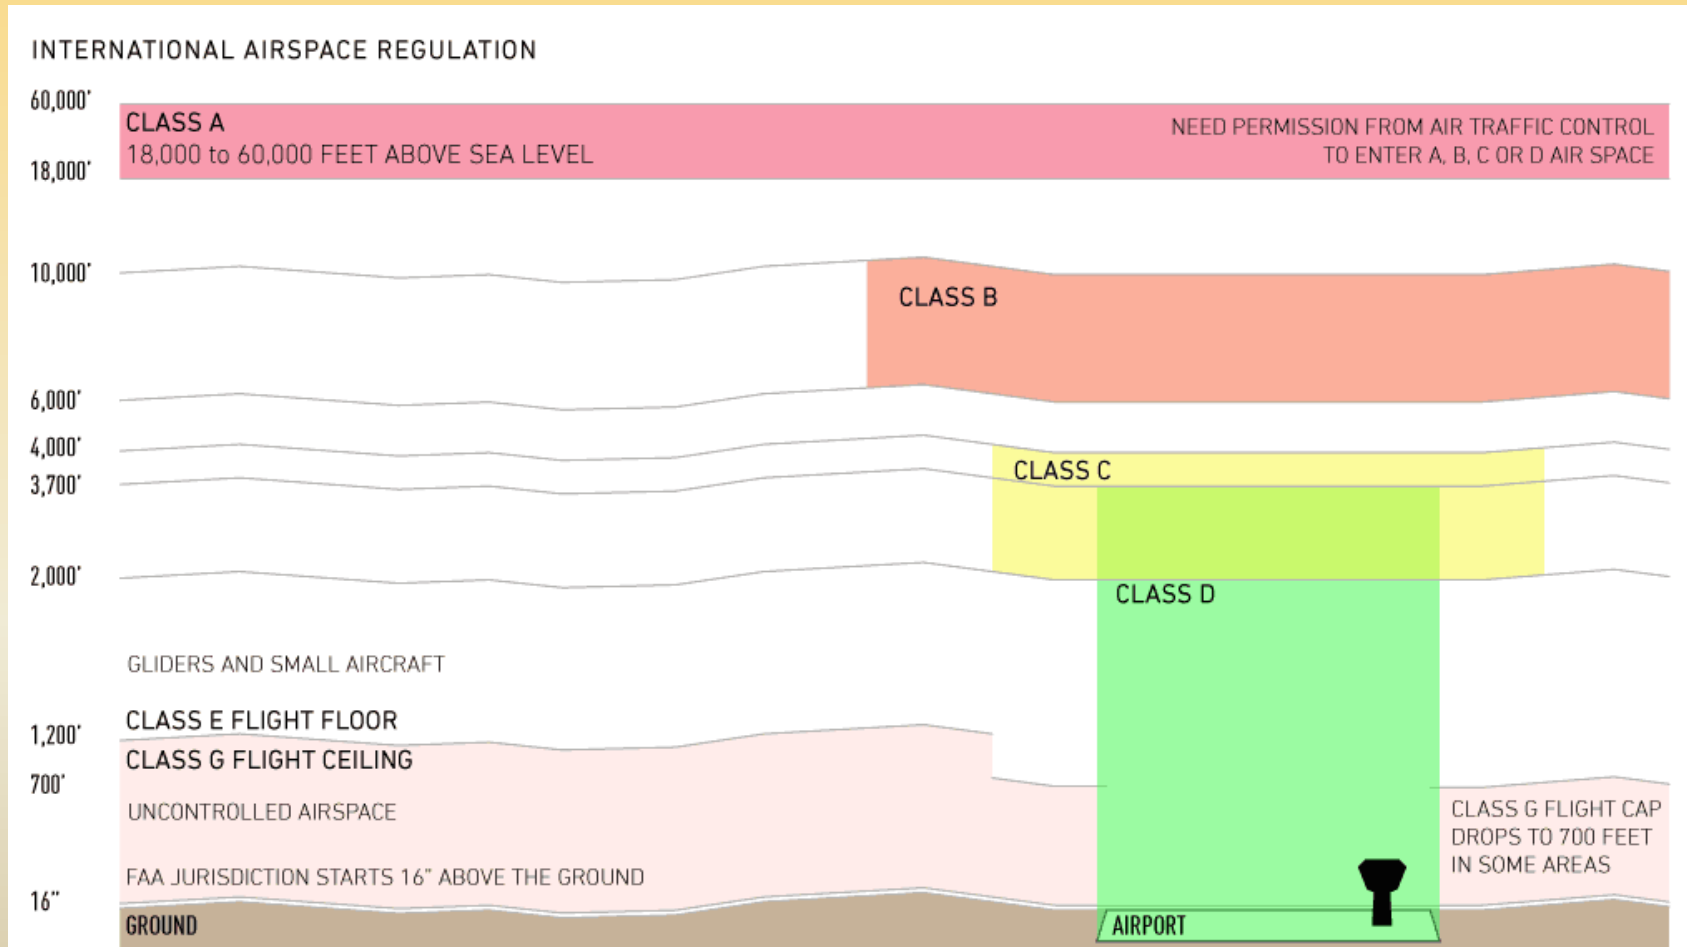 INTERNATIONAL AIRSPACE REGULATION
60,000'
CLASS A
NEED PERMISSION FROM AIR TRAFFIC CONTROL
18,000 to 60,000 FEET ABOVE SEA LEVEL
TO ENTER A, B, C OR D AIR SPACE
18,000'
10,000'
CLASS B
6,000'
4,000'
CLASS C
3,700'
2,000'
CLASS D
GLIDERS AND SMALL AIRCRAFT
CLASS E FLIGHT FLOOR
1,200'
CLASS G FLIGHT CEILING
700'
UNCONTROLLED AIRSPACE
CLASS G FLIGHT CAP
DROPS TO 700 FEET
IN SOME AREAS
FAA JURISDICTION STARTS 16" ABOVE THE GROUND
16"
GROUND
AIRPORT